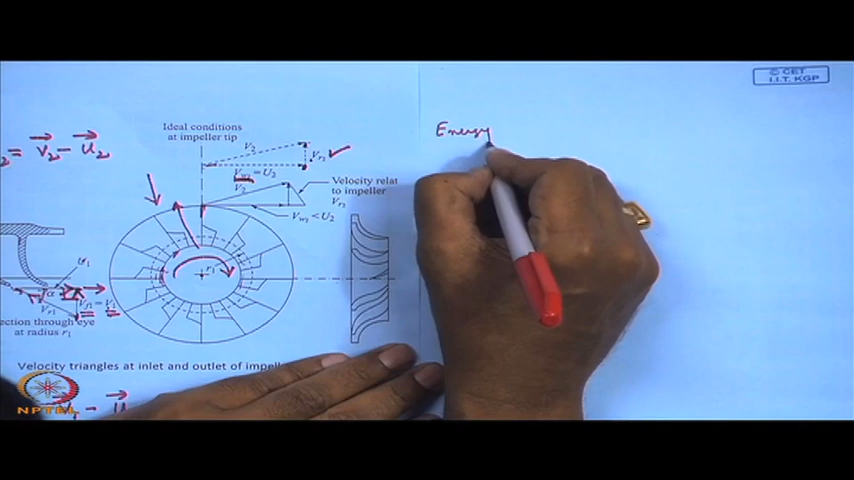 © CET
I.I.T. KGP
Energy
Ideal conditions
at impeller tip
V₂
V_r₂ ✓
V_w₂ = U₂
V₂
Velocity relat
to impeller
V_r₂
V_w₂ < U₂
₂ = V₂ - U₂
r₁
α
V_r₁
V_f₁ = V₁
ection through eye
at radius r₁
Velocity triangles at inlet and outlet of impell
NPTEL